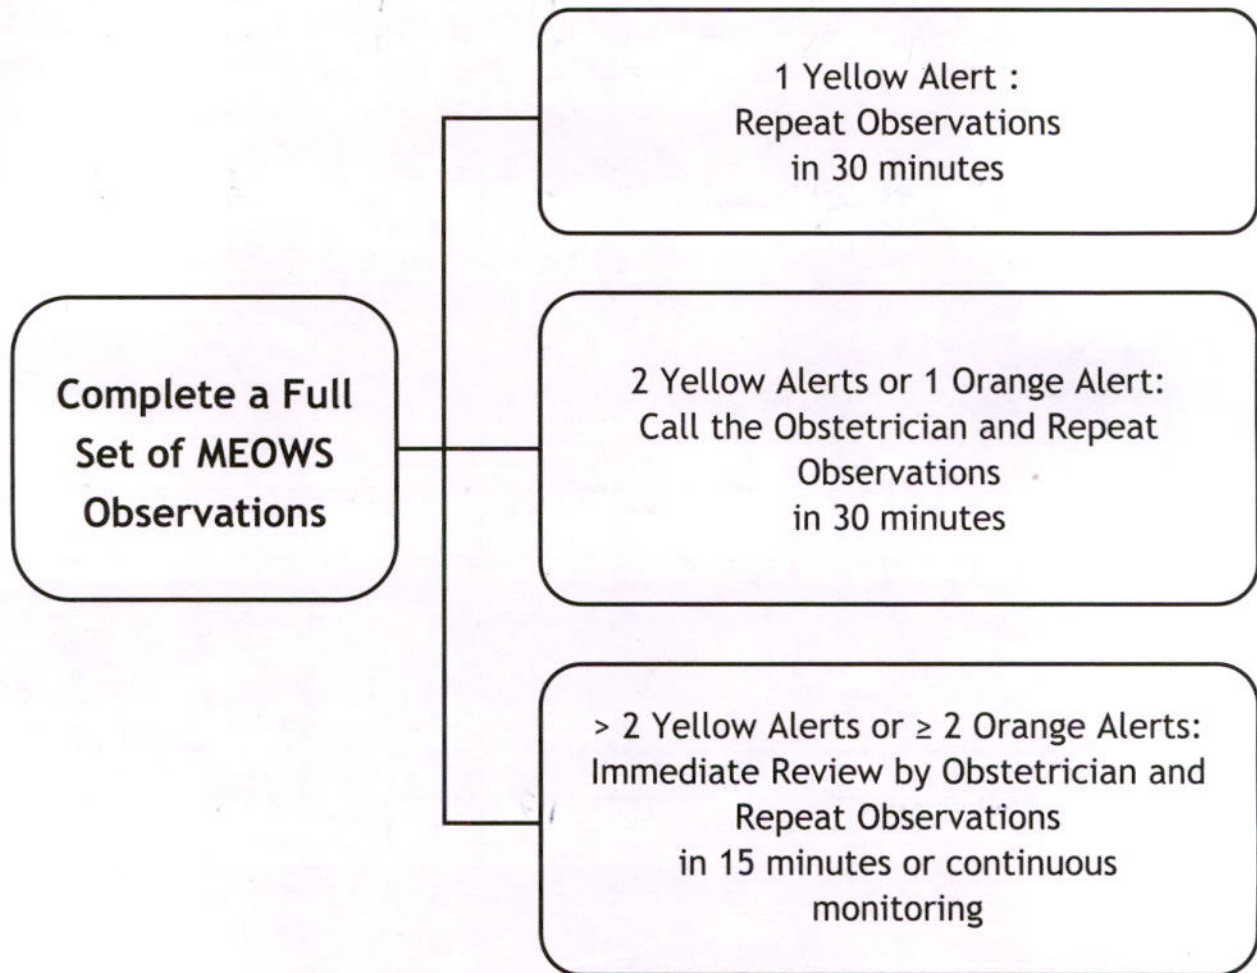 1 Yellow Alert :
Repeat Observations
in 30 minutes
Complete a Full
Set of MEOWS
Observations
2 Yellow Alerts or 1 Orange Alert:
Call the Obstetrician and Repeat
Observations
in 30 minutes
> 2 Yellow Alerts or ≥ 2 Orange Alerts:
Immediate Review by Obstetrician and
Repeat Observations
in 15 minutes or continuous
monitoring